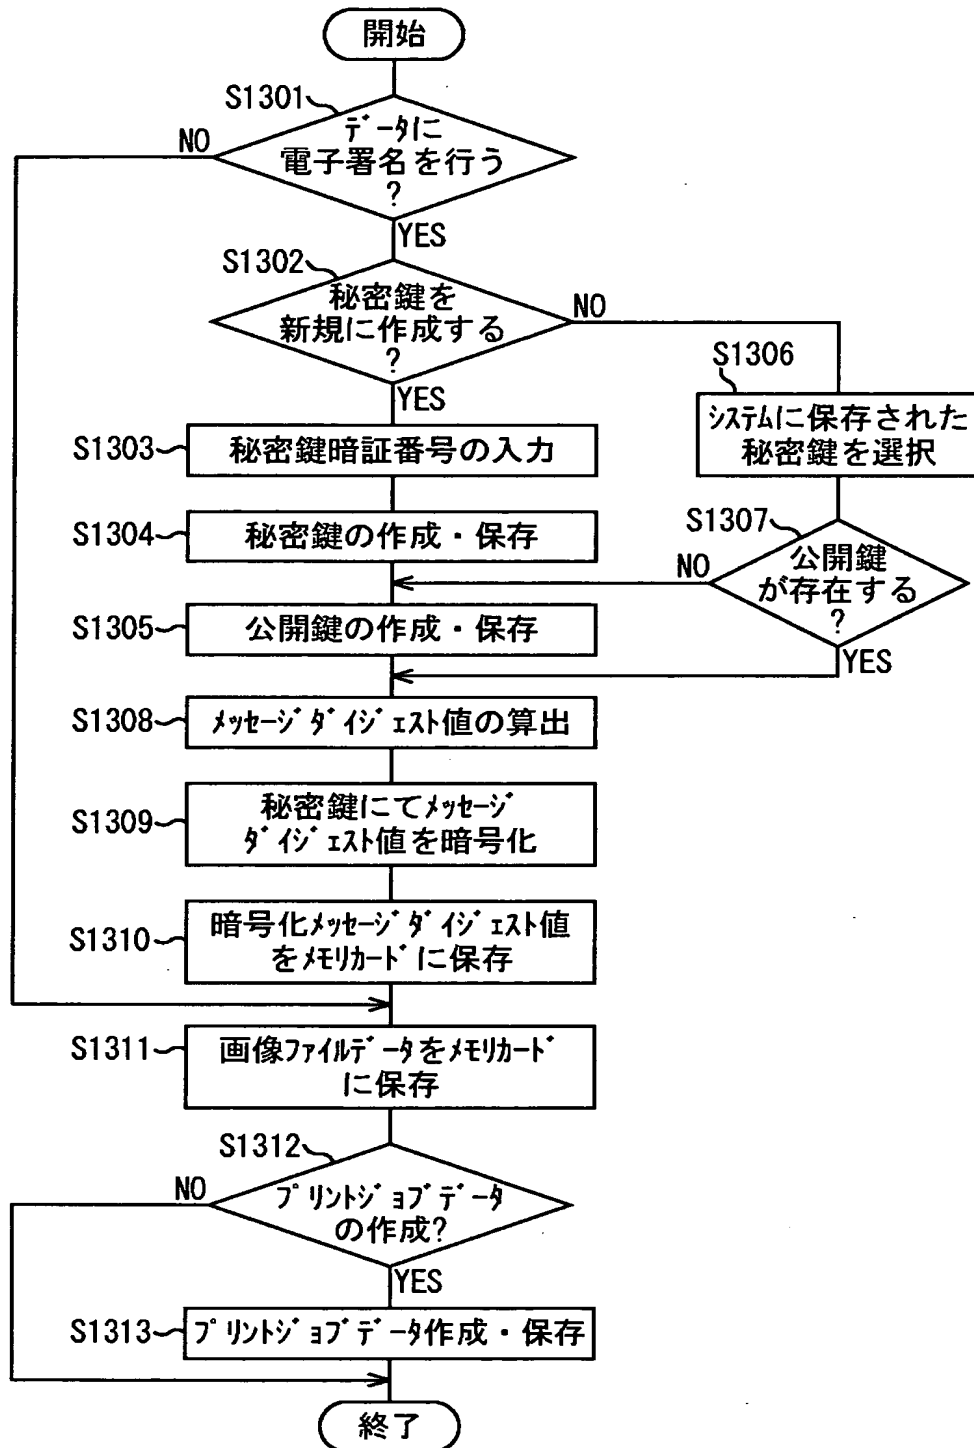 開始
S1301
データに
電子署名を行う
?
NO
YES
S1302
秘密鍵を
新規に作成する
?
NO
YES
S1306
システムに保存された
秘密鍵を選択
S1303
秘密鍵暗証番号の入力
S1304
秘密鍵の作成・保存
S1307
公開鍵
が存在する
?
NO
YES
S1305
公開鍵の作成・保存
S1308
メッセージダイジェスト値の算出
S1309
秘密鍵にてメッセージ
ダイジェスト値を暗号化
S1310
暗号化メッセージダイジェスト値
をメモリカードに保存
S1311
画像ファイルデータをメモリカード
に保存
S1312
プリントジョブデータ
の作成?
NO
YES
S1313
プリントジョブデータ作成・保存
終了